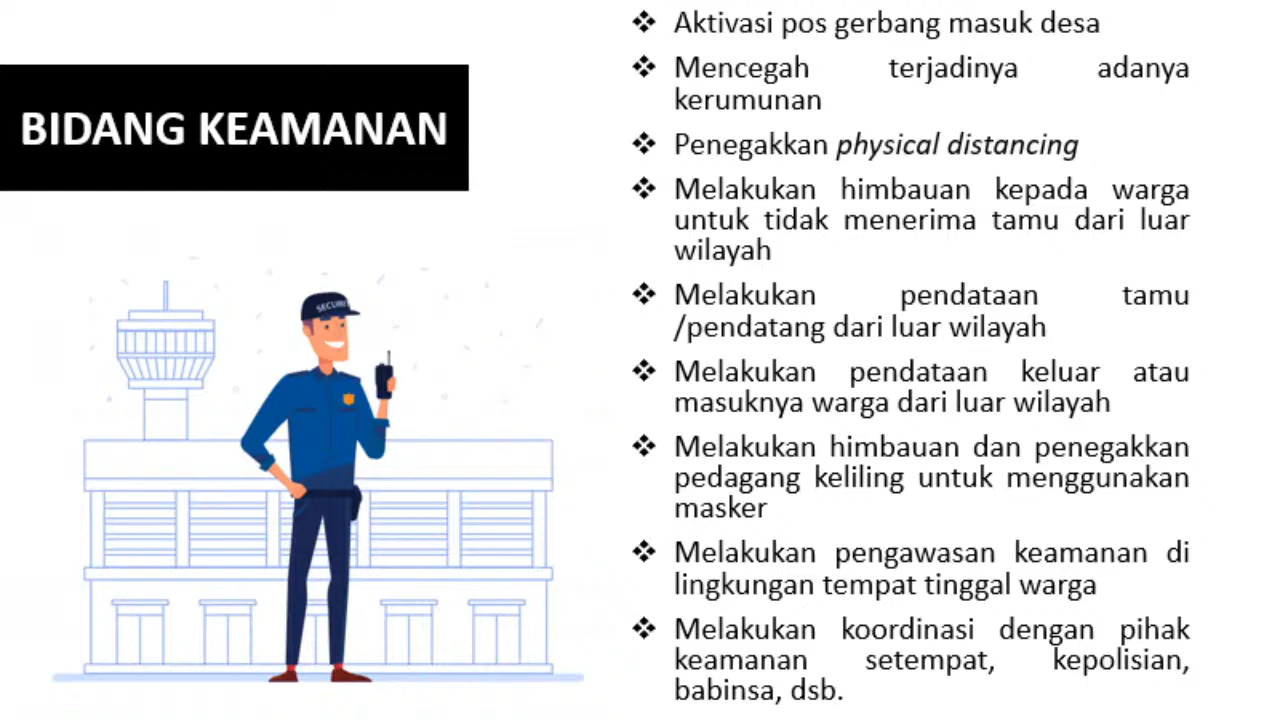 BIDANG KEAMANAN
SECURI
❖ Aktivasi pos gerbang masuk desa
❖ Mencegah terjadinya adanya
kerumunan
❖ Penegakkan physical distancing
❖ Melakukan himbauan kepada warga
untuk tidak menerima tamu dari luar
wilayah
❖ Melakukan pendataan tamu
/pendatang dari luar wilayah
❖ Melakukan pendataan keluar atau
masuknya warga dari luar wilayah
❖ Melakukan himbauan dan penegakkan
pedagang keliling untuk menggunakan
masker
❖ Melakukan pengawasan keamanan di
lingkungan tempat tinggal warga
❖ Melakukan koordinasi dengan pihak
keamanan setempat, kepolisian,
babinsa, dsb.